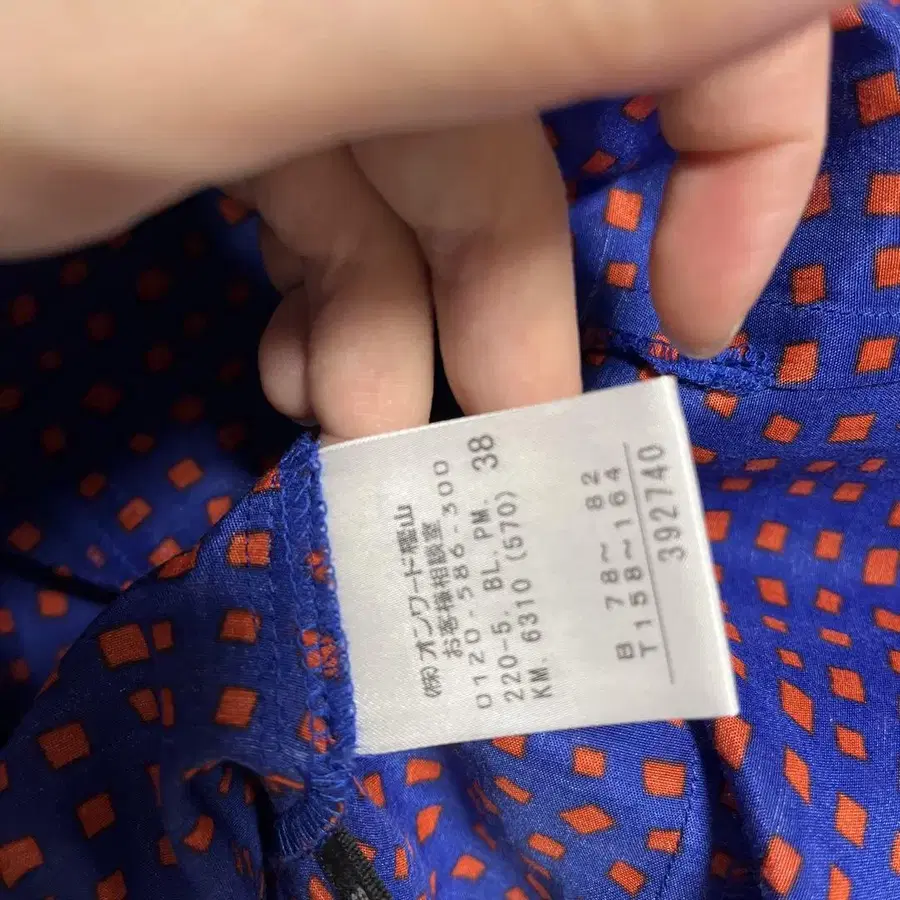 (株)オンワード樫山
お客様相談室
0120-586-300
220-5. BL. PM. 38
KM. 6310 (570)
B 78～ 82
T158～164
392740